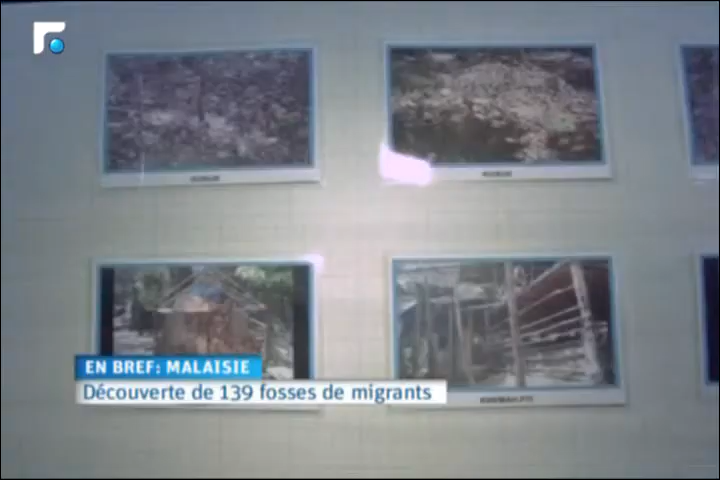 EN BREF: MALAISIE
Découverte de 139 fosses de migrants